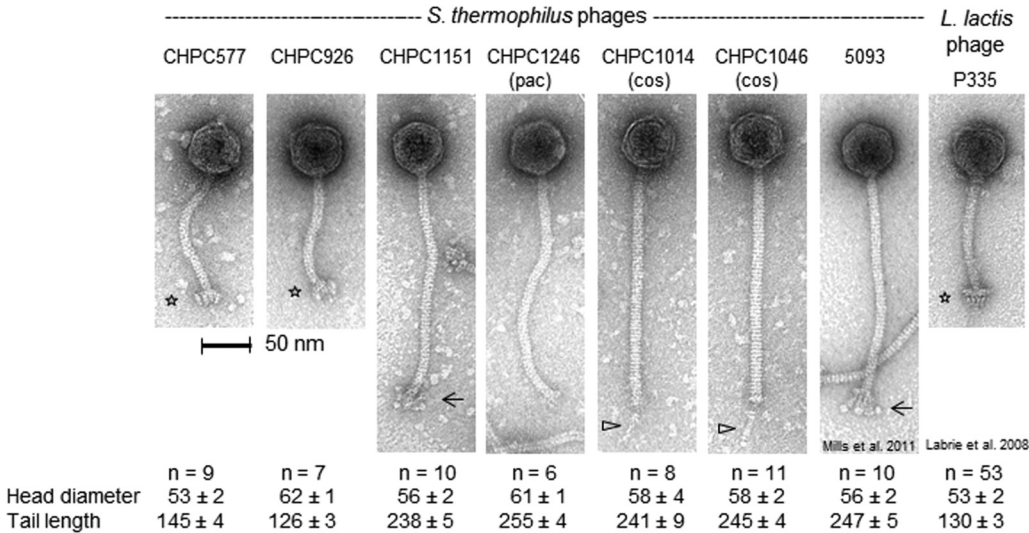 S. thermophilus phages
L. lactis phage
CHPC577 CHPC926 CHPC1151 CHPC1246 (pac) CHPC1014 (cos) CHPC1046 (cos) 5093 P335
50 nm
Mills et al. 2011 Labrie et al. 2008
n = 9 n = 7 n = 10 n = 6 n = 8 n = 11 n = 10 n = 53
Head diameter 53 ± 2 62 ± 1 56 ± 2 61 ± 1 58 ± 4 58 ± 2 56 ± 2 53 ± 2
Tail length 145 ± 4 126 ± 3 238 ± 5 255 ± 4 241 ± 9 245 ± 4 247 ± 5 130 ± 3